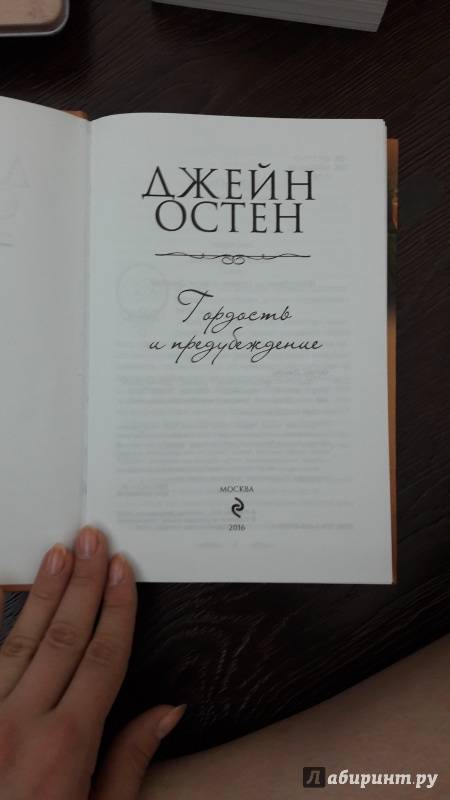 ДЖЕЙН
ОСТЕН
Гордость
и предубеждение
МОСКВА
2016
Лабиринт.ру